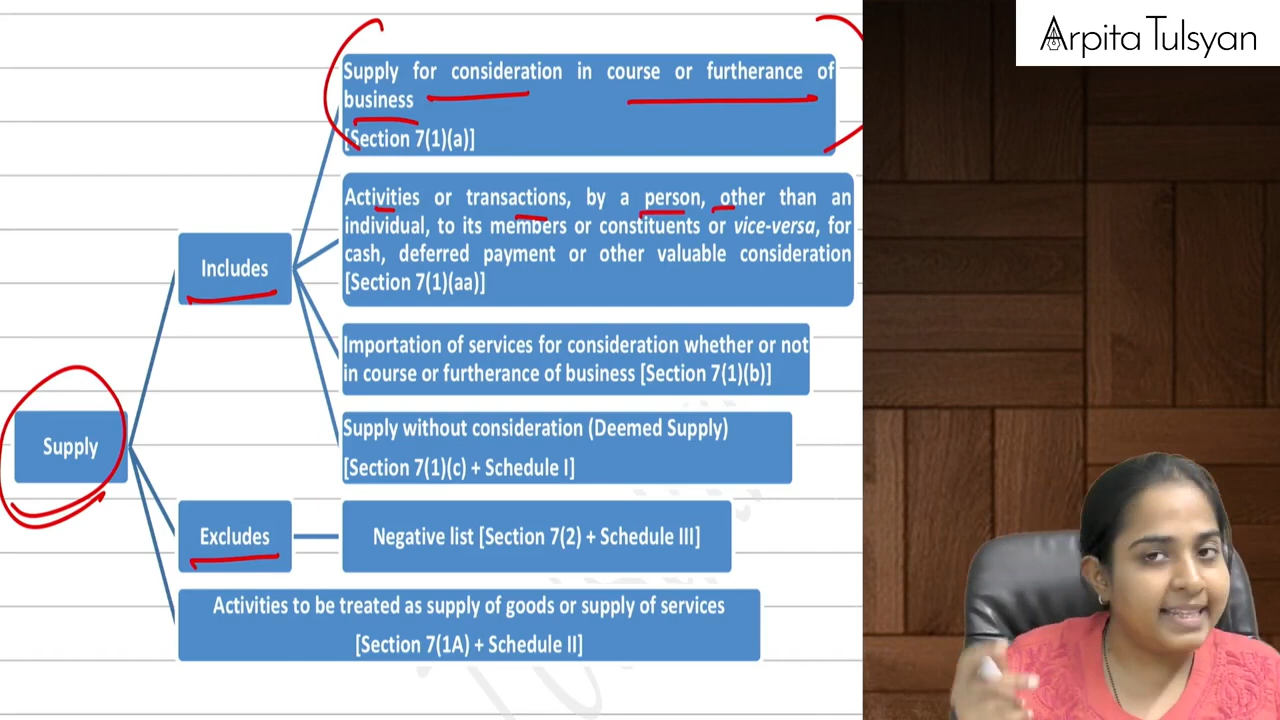 Arpita Tulsyan
Supply for consideration in course or furtherance of
business
[Section 7(1)(a)]
Activities or transactions, by a person, other than an
individual, to its members or constituents or vice-versa, for
cash, deferred payment or other valuable consideration
[Section 7(1)(aa)]
Includes
Importation of services for consideration whether or not
in course or furtherance of business [Section 7(1)(b)]
Supply without consideration (Deemed Supply)
[Section 7(1)(c) + Schedule I]
Supply
Excludes
Negative list [Section 7(2) + Schedule III]
Activities to be treated as supply of goods or supply of services
[Section 7(1A) + Schedule II]